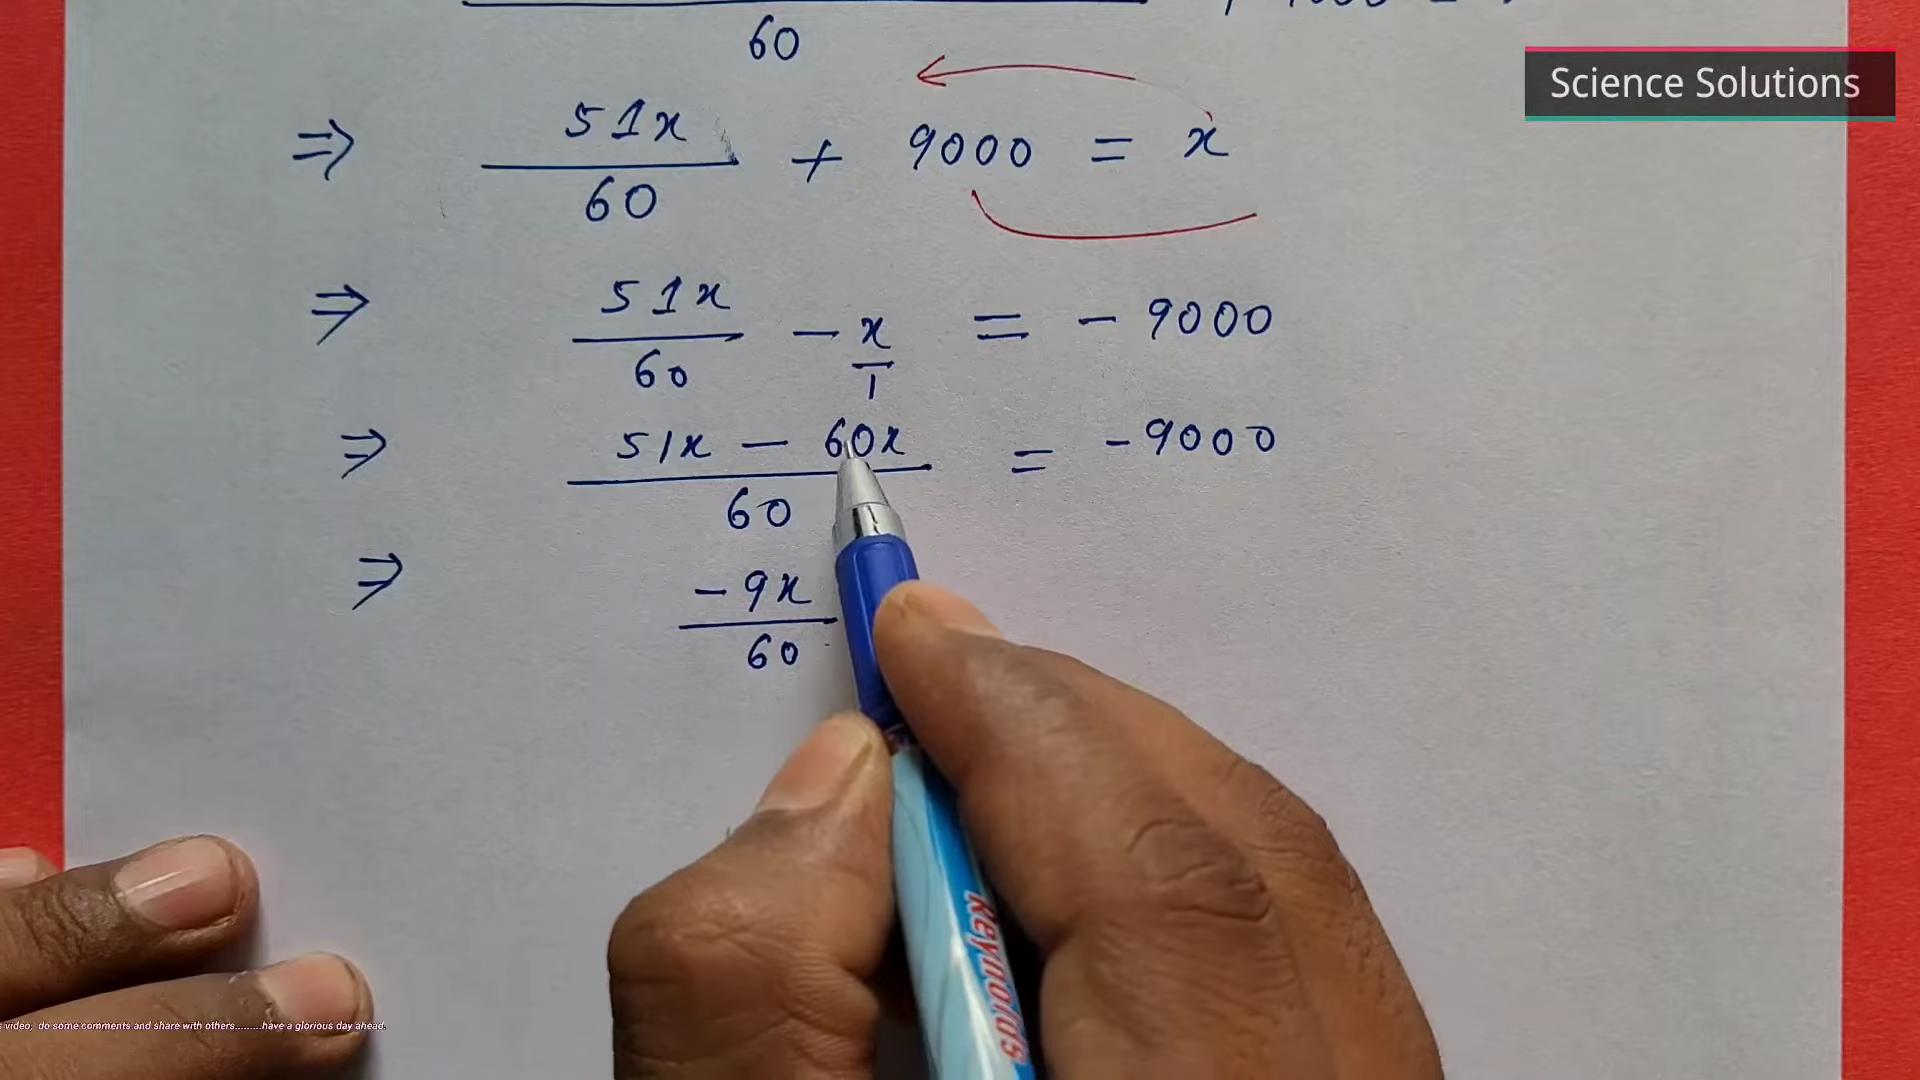 60
Science Solutions
⇒ 51x/60 + 9000 = x
⇒ 51x/60 - x/1 = - 9000
⇒ 51x - 60x/60 = -9000
⇒ -9x/60
Reynolds
video, do some comments and share with others.........have a glorious day ahead.